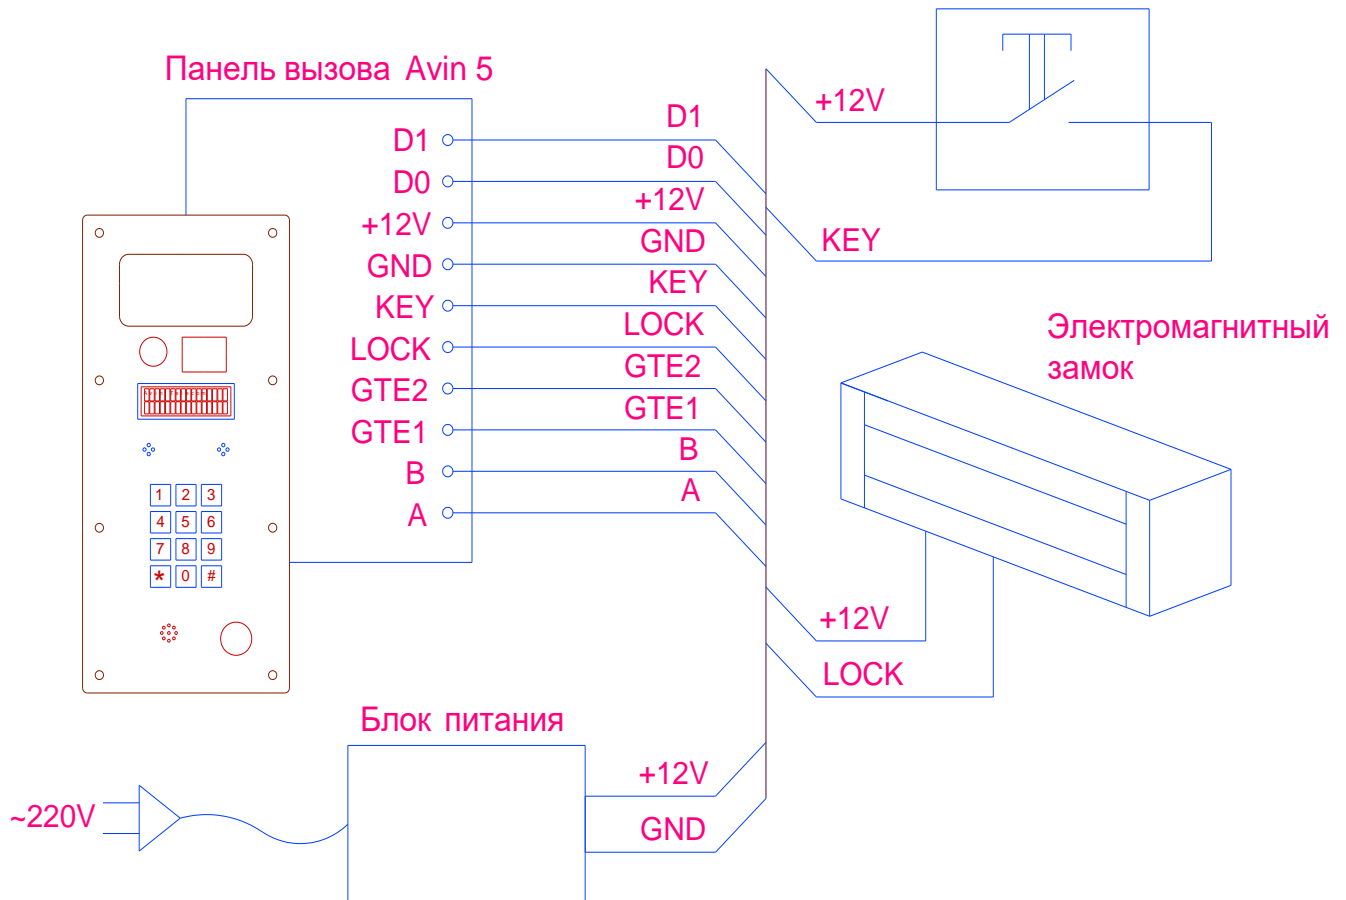 Панель вызова Avin 5
D1
D0
+12V
GND
KEY
LOCK
GTE2
GTE1
B
A
D1
D0
+12V
GND
KEY
LOCK
GTE2
GTE1
B
A
+12V
KEY
Электромагнитный
замок
+12V
LOCK
1 2 3
4 5 6
7 8 9
* 0 #
Блок питания
~220V
+12V
GND